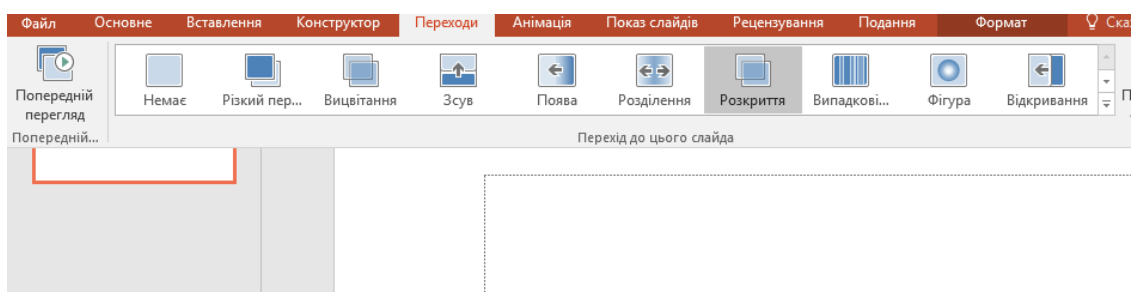 Файл Основне Вставлення Конструктор Переходи Анімація Показ слайдів Рецензування Подання Формат Ска
Попередній перегляд
Немає Різкий пер... Вицвітання Зсув Поява Розділення Розкриття Випадкові... Фігура Відкривання П
Попередній... Перехід до цього слайда